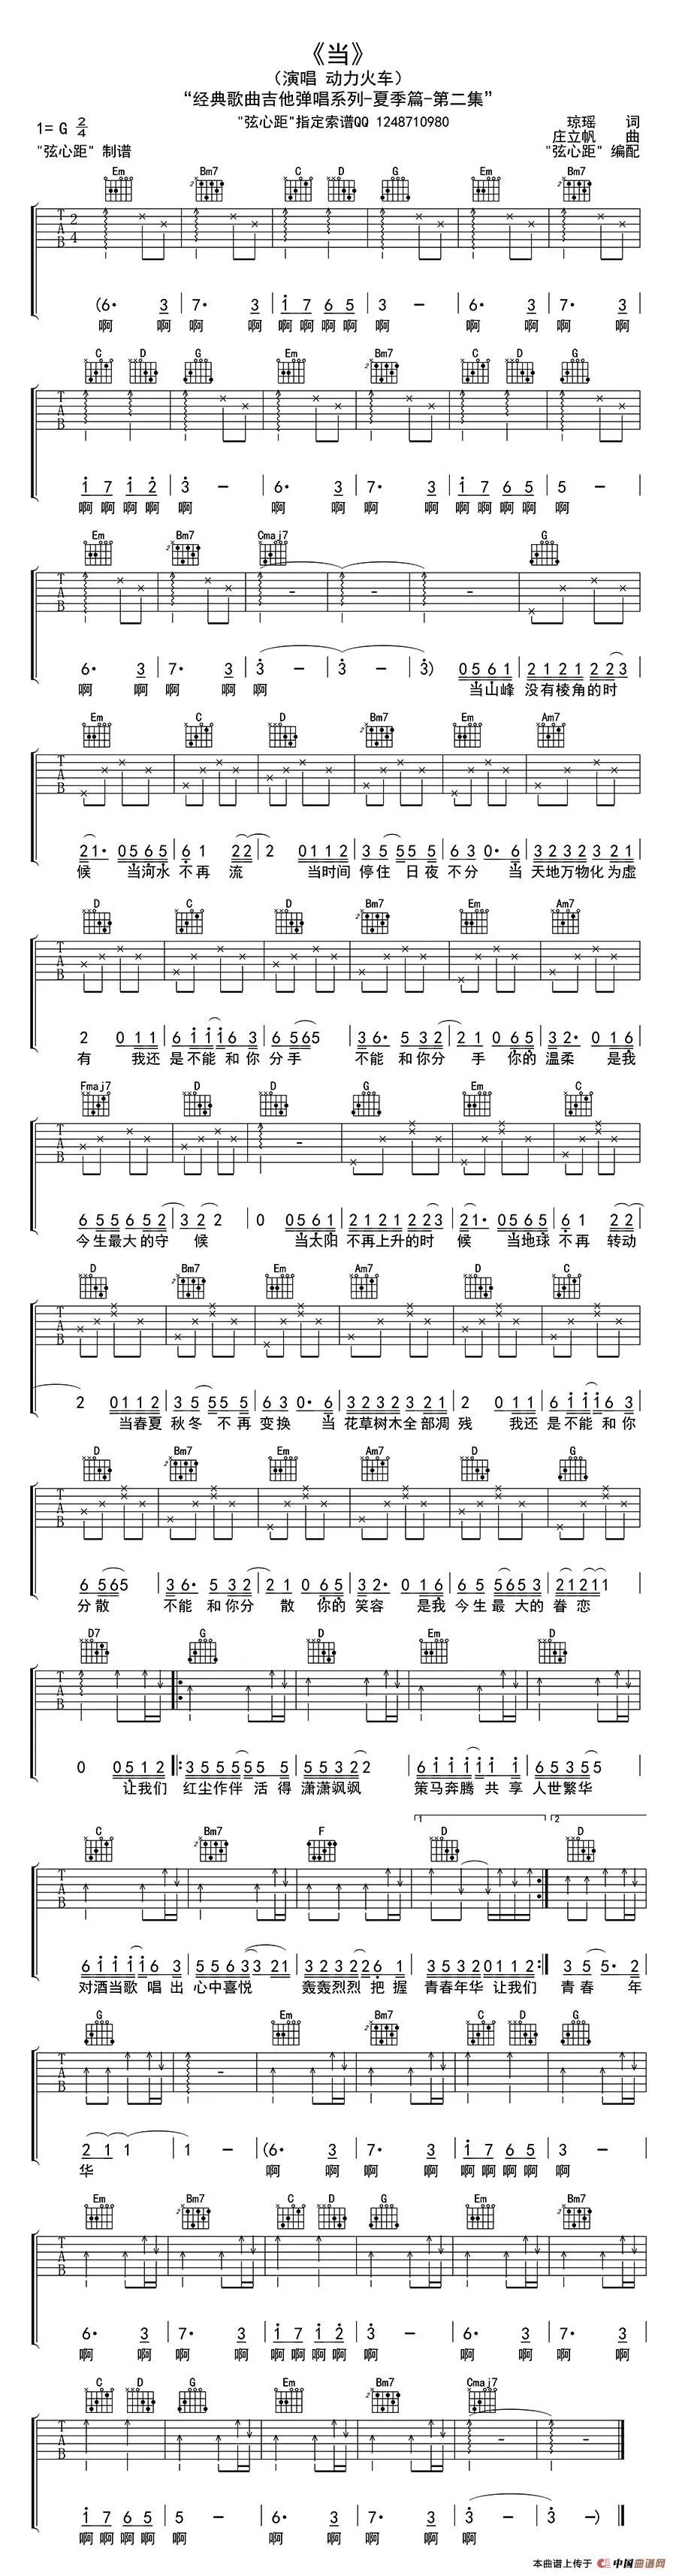 《当》
（演唱 动力火车）
“经典歌曲吉他弹唱系列-夏季篇-第二集”
1= G 2/4
"弦心距"指定索谱QQ 1248710980
琼瑶 词
庄立帆 曲
"弦心距" 制谱
"弦心距" 编配
Em Bm7 C D G Em Bm7
T A B 2 4
(6· 3 | 7· 3 | i 7 6 5 | 3 － | 6· 3 | 7· 3 |
啊 啊 啊 啊 啊 啊 啊 啊 啊 啊 啊 啊
C D G Em Bm7 C D G
T A B
i 7 i 2 | 3 － | 6· 3 | 7· 3 | i 7 6 5 | 5 － |
啊 啊 啊 啊 啊 啊 啊 啊 啊 啊 啊 啊 啊 啊
Em Bm7 Cmaj7 G
T A B
6· 3 | 7· 3 | 3 － | 3 － | 3) 0 5 6 1 | 2 1 2 1 2 2 3 |
啊 啊 啊 啊 啊 当山峰 没有棱角的时
Em C D Bm7 Em Am7
T A B
2 1· 0 5 6 5 | 6 1 2 2 | 2 0 1 1 2 | 3 5 5 5 5 | 6 3 0· 6 | 3 2 3 2 3 2 1 |
候 当河水 不再 流 当时间 停住 日夜 不分 当 天地万物化为虚
D C D Bm7 Em Am7
T A B
2 0 1 1 | 6 i i i 6 3 | 6 5 6 5 | 3 6· 5 3 2 | 2 1 0 6 5 | 3 2· 0 1 6 |
有 我还 是不能 和你 分手 不能 和你分 手 你的 温柔 是我
Fmaj7 D D G Em C
T A B
6 5 5 6 5 2 | 3 2 2 | 0 0 5 6 1 | 2 1 2 1 2 2 3 | 2 1· 0 5 6 5 | 6 1 2 2 |
今生最大的守 候 当太阳 不再上升的时 候 当地球 不再 转动
D Bm7 Em Am7 D C
T A B
2 0 1 1 2 | 3 5 5 5 5 | 6 3 0· 6 | 3 2 3 2 3 2 1 | 2 0 1 1 | 6 i i i 6 3 |
当春夏 秋冬 不再 变换 当 花草树木全部凋 残 我还 是不能 和你
D Bm7 Em Am7 D G
T A B
6 5 6 5 | 3 6· 5 3 2 | 2 1 0 6 5 | 3 2· 0 1 6 | 6 5 5 6 5 3 | 2 1 2 1 1 |
分散 不能 和你分 散 你的 笑容 是我 今生 最 大的 眷 恋
D7 G D Em D
T A B
0 0 5 1 2 |: 3 5 5 5 5 5 5 | 5 5 3 2 2 | 6 i i i i i i | 6 5 3 5 5 |
让我们 红尘作伴 活 得 潇潇飒飒 策马奔腾 共 享 人世繁华
C Bm7 F 1 D 2 D
T A B
6 i i i i 6 3 | 5 5 6 3 3 2 1 | 3 2 3 2 2 6 1 | 3 5 3 2 0 1 1 2 :| 3 5 5· 2 |
对酒当歌 唱 出 心中喜悦 轰轰烈烈 把 握 青春年华 让我们 青 春 年
G Em Bm7 C D G
T A B
2 1 1 | 1 － | (6· 3 | 7· 3 | i 7 6 5 | 3 － |
华 啊 啊 啊 啊 啊 啊 啊 啊 啊
Em Bm7 C D G Em Bm7
T A B
6· 3 | 7· 3 | i 7 i 2 | 3 － | 6· 3 | 7· 3 |
啊 啊 啊 啊 啊 啊 啊 啊 啊 啊 啊 啊 啊
C D G Em Bm7 Cmaj7
T A B
i 7 6 5 | 5 － | 6· 3 | 7· 3 | 3 － | 3 －)
啊 啊 啊 啊 啊 啊 啊 啊 啊 啊
本曲谱上传于 中国曲谱网